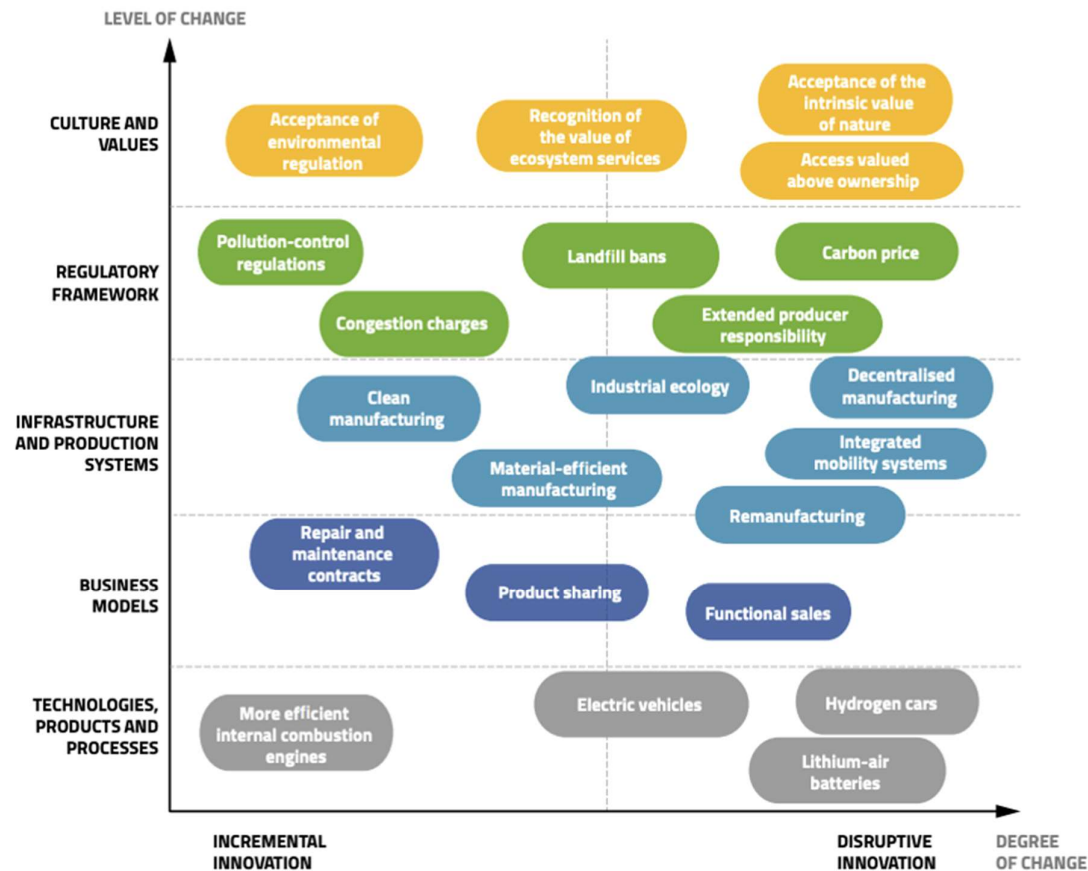 LEVEL OF CHANGE
CULTURE AND
VALUES
Acceptance of
environmental
regulation
Recognition of
the value of
ecosystem services
Acceptance of the
intrinsic value
of nature
Access valued
above ownership
REGULATORY
FRAMEWORK
Pollution-control
regulations
Congestion charges
Landfill bans
Extended producer
responsibility
Carbon price
INFRASTRUCTURE
AND PRODUCTION
SYSTEMS
Clean
manufacturing
Material-efficient
manufacturing
Industrial ecology
Decentralised
manufacturing
Integrated
mobility systems
Remanufacturing
BUSINESS
MODELS
Repair and
maintenance
contracts
Product sharing
Functional sales
TECHNOLOGIES,
PRODUCTS AND
PROCESSES
More efficient
internal combustion
engines
Electric vehicles
Hydrogen cars
Lithium-air
batteries
INCREMENTAL
INNOVATION
DISRUPTIVE
INNOVATION
DEGREE
OF CHANGE